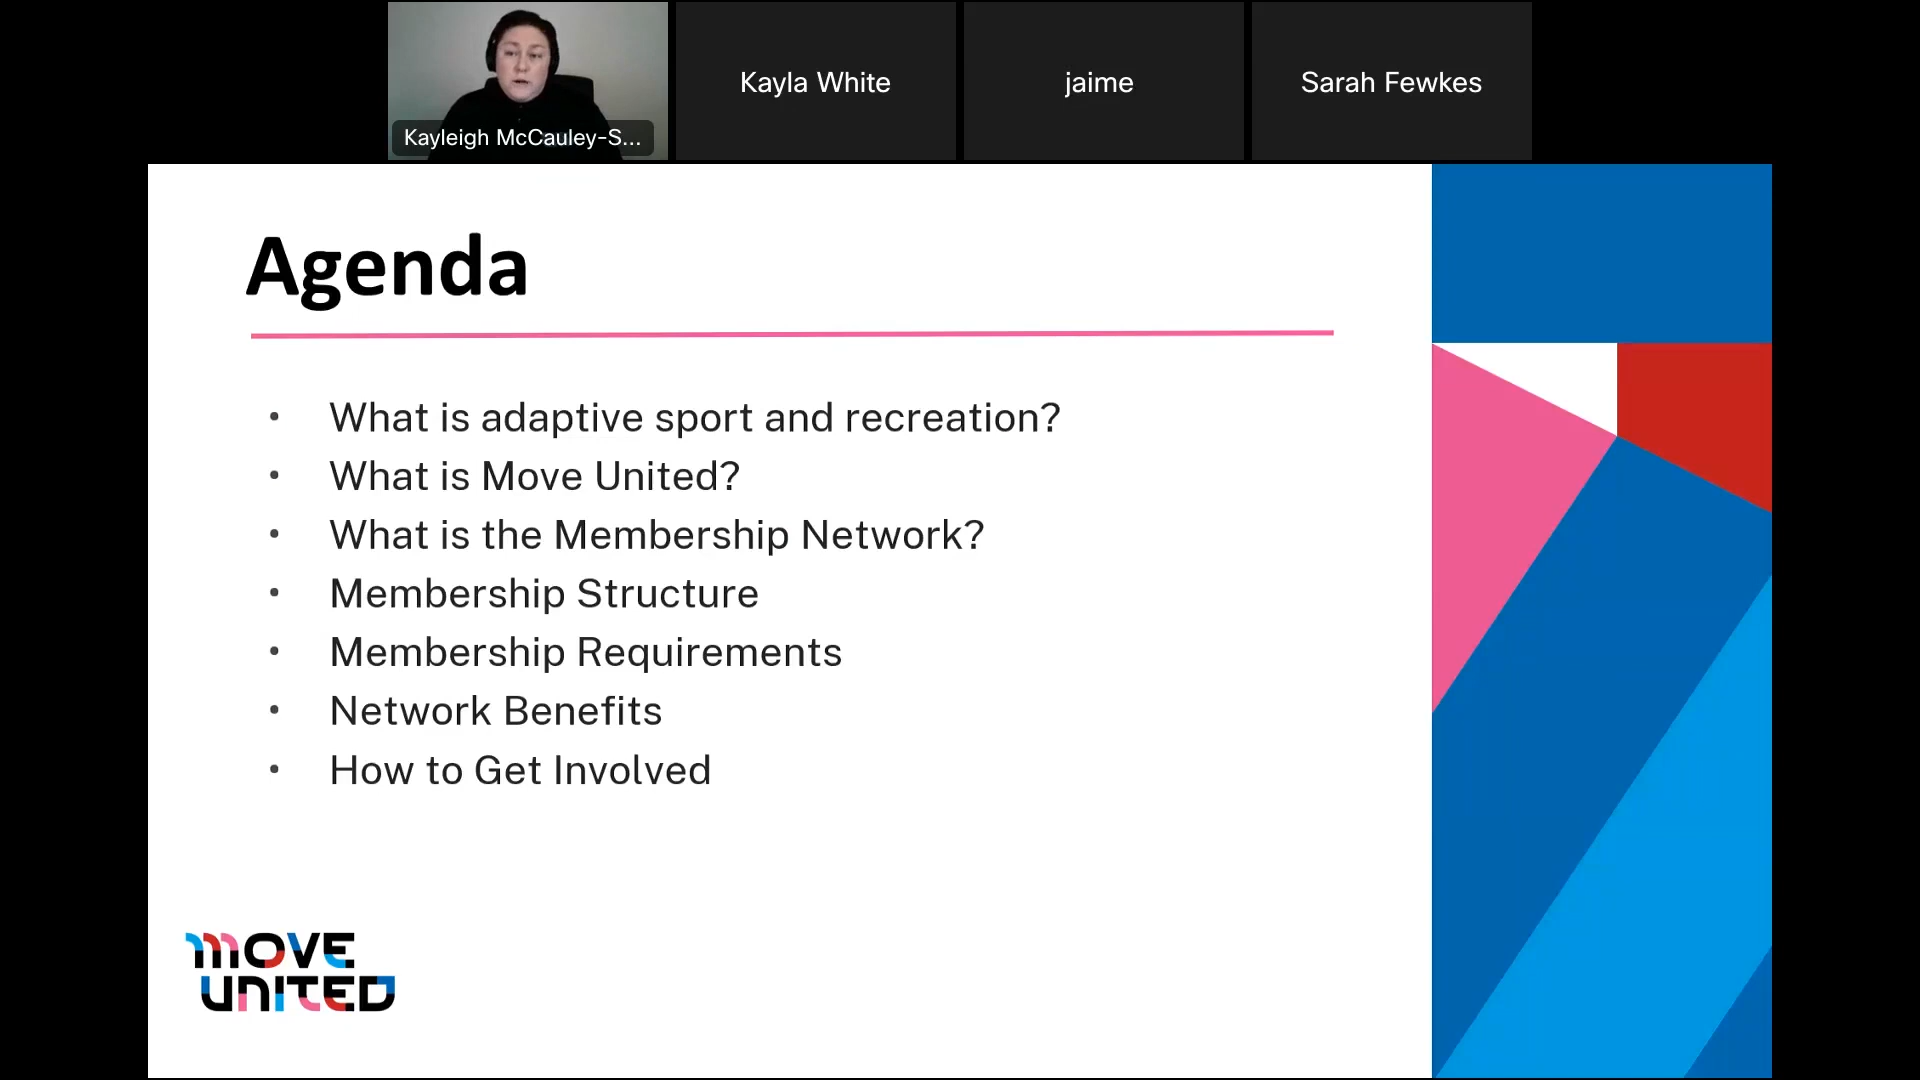 Kayleigh McCauley-S...
Kayla White
jaime
Sarah Fewkes
Agenda
• What is adaptive sport and recreation?
• What is Move United?
• What is the Membership Network?
• Membership Structure
• Membership Requirements
• Network Benefits
• How to Get Involved
MOVE
UNITED